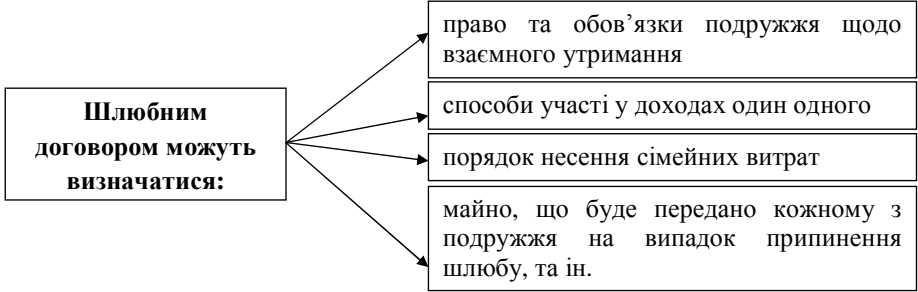 Шлюбним
договором можуть
визначатися:
право та обов’язки подружжя щодо
взаємного утримання
способи участі у доходах один одного
порядок несення сімейних витрат
майно, що буде передано кожному з
подружжя на випадок припинення
шлюбу, та ін.